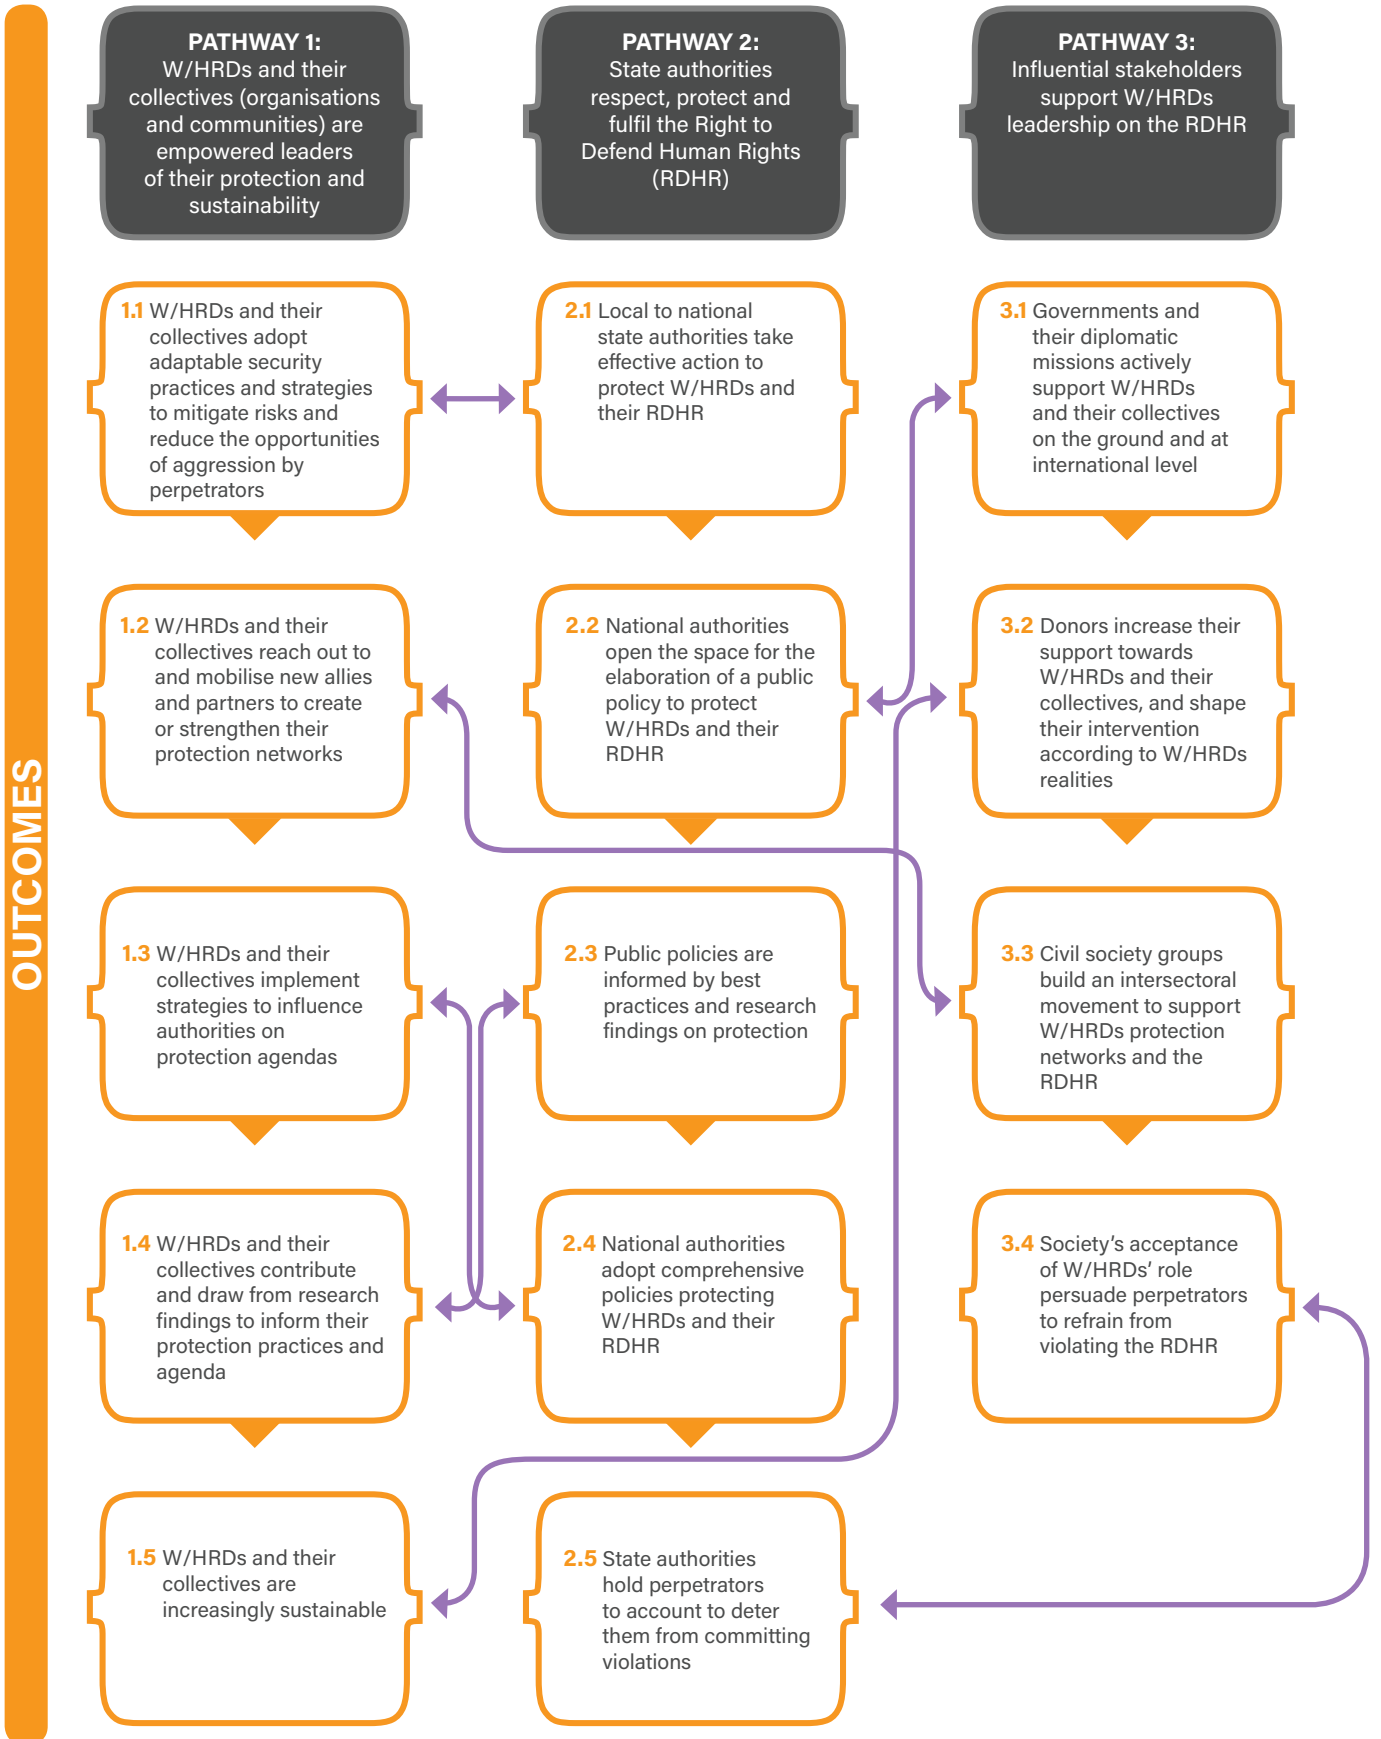 OUTCOMES
PATHWAY 1:
W/HRDs and their
collectives (organisations
and communities) are
empowered leaders
of their protection and
sustainability
PATHWAY 2:
State authorities
respect, protect and
fulfil the Right to
Defend Human Rights
(RDHR)
PATHWAY 3:
Influential stakeholders
support W/HRDs
leadership on the RDHR
1.1 W/HRDs and their
collectives adopt
adaptable security
practices and strategies
to mitigate risks and
reduce the opportunities
of aggression by
perpetrators
2.1 Local to national
state authorities take
effective action to
protect W/HRDs and
their RDHR
3.1 Governments and
their diplomatic
missions actively
support W/HRDs
and their collectives
on the ground and at
international level
1.2 W/HRDs and their
collectives reach out to
and mobilise new allies
and partners to create
or strengthen their
protection networks
2.2 National authorities
open the space for the
elaboration of a public
policy to protect
W/HRDs and their
RDHR
3.2 Donors increase their
support towards
W/HRDs and their
collectives, and shape
their intervention
according to W/HRDs
realities
1.3 W/HRDs and their
collectives implement
strategies to influence
authorities on
protection agendas
2.3 Public policies are
informed by best
practices and research
findings on protection
3.3 Civil society groups
build an intersectoral
movement to support
W/HRDs protection
networks and the
RDHR
1.4 W/HRDs and their
collectives contribute
and draw from research
findings to inform their
protection practices and
agenda
2.4 National authorities
adopt comprehensive
policies protecting
W/HRDs and their
RDHR
3.4 Society’s acceptance
of W/HRDs’ role
persuade perpetrators
to refrain from
violating the RDHR
1.5 W/HRDs and their
collectives are
increasingly sustainable
2.5 State authorities
hold perpetrators
to account to deter
them from committing
violations